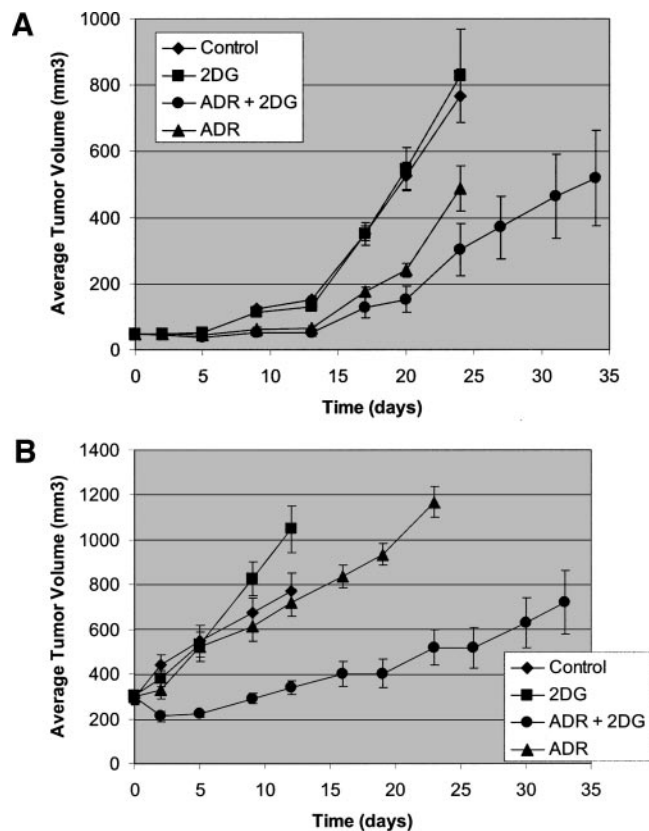 A
Average Tumor Volume (mm3)
1000
800
600
400
200
0
Control
2DG
ADR + 2DG
ADR
0 5 10 15 20 25 30 35
Time (days)
B
Average Tumor Volume (mm3)
1400
1200
1000
800
600
400
200
0
Control
2DG
ADR + 2DG
ADR
0 5 10 15 20 25 30 35
Time (days)